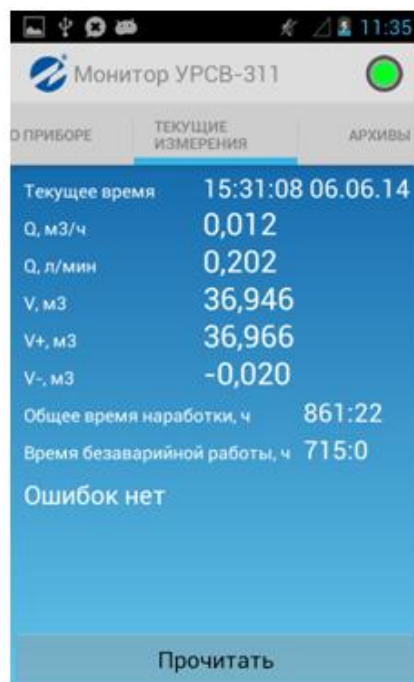 11:35
Монитор УРСВ-311
О ПРИБОРЕ
ТЕКУЩИЕ
ИЗМЕРЕНИЯ
АРХИВЫ
Текущее время 15:31:08 06.06.14
Q, м3/ч 0,012
Q, л/мин 0,202
V, м3 36,946
V+, м3 36,966
V-, м3 -0,020
Общее время наработки, ч 861:22
Время безаварийной работы, ч 715:0
Ошибок нет
Прочитать